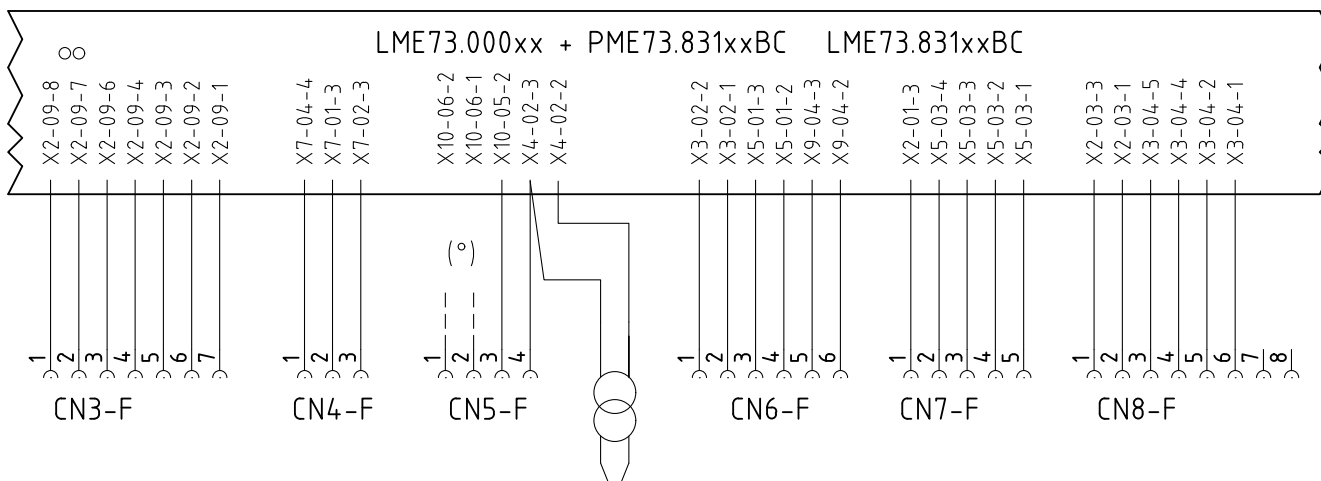 LME73.000xx + PME73.831xxBC LME73.831xxBC
X2-09-8
X2-09-7
X2-09-6
X2-09-4
X2-09-3
X2-09-2
X2-09-1
X7-04-4
X7-01-3
X7-02-3
X10-06-2
X10-06-1
X10-05-2
X4-02-3
X4-02-2
X3-02-2
X3-02-1
X5-01-3
X5-01-2
X9-04-3
X9-04-2
X2-01-3
X5-03-4
X5-03-3
X5-03-2
X5-03-1
X2-03-3
X2-03-1
X3-04-5
X3-04-4
X3-04-2
X3-04-1
(°)
1 2 3 4 5 6 7
1 2 3
1 2 3 4
1 2 3 4 5 6
1 2 3 4 5
1 2 3 4 5 6 7 8
CN3-F
CN4-F
CN5-F
CN6-F
CN7-F
CN8-F